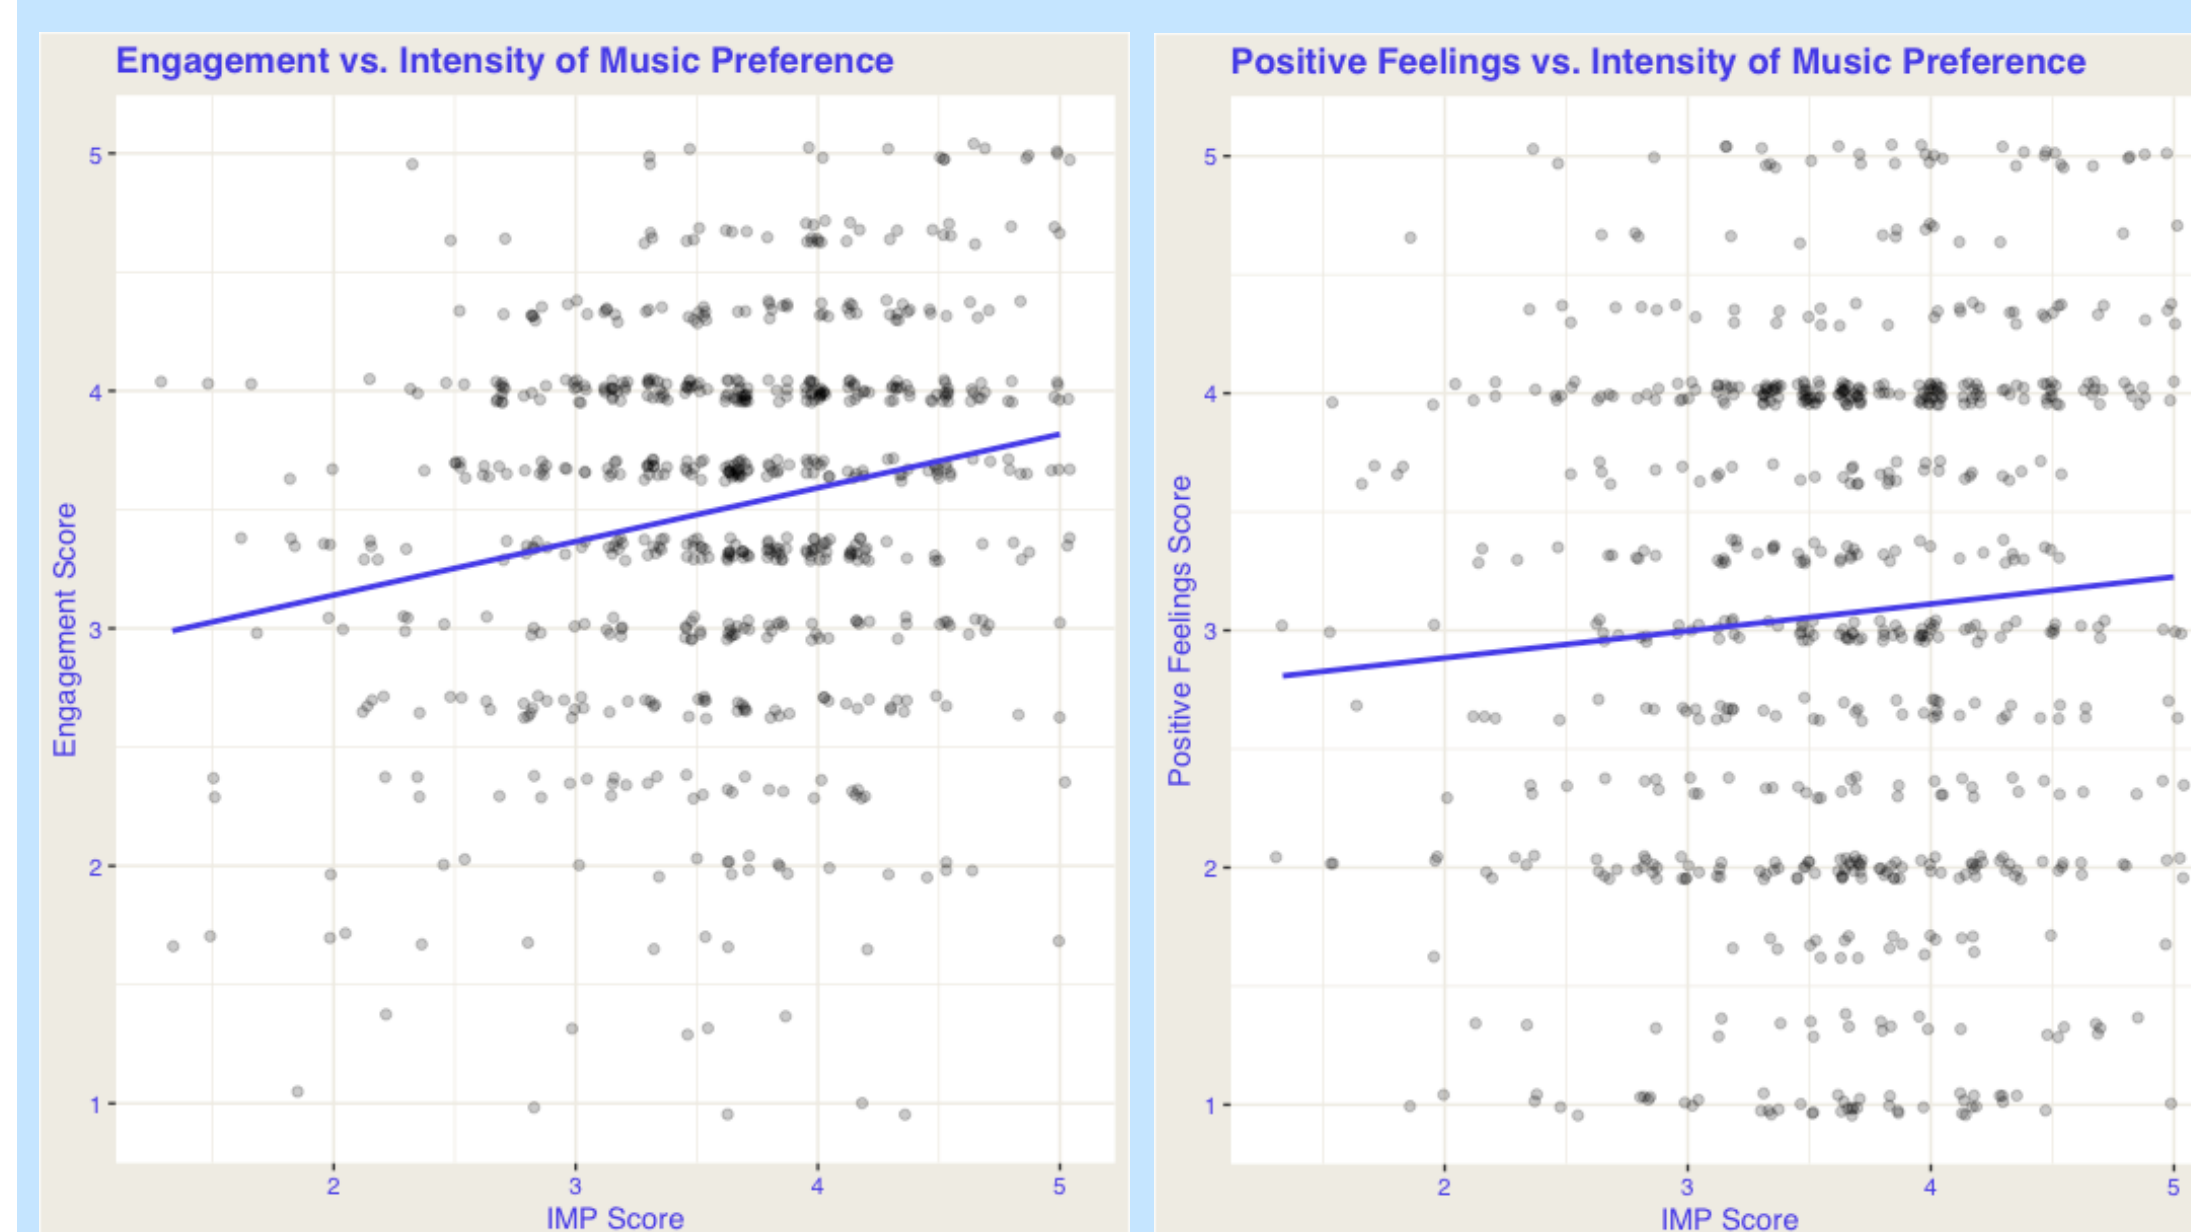 Engagement vs. Intensity of Music Preference
5
4
3
2
1
Engagement Score
2 3 4 5
IMP Score
Positive Feelings vs. Intensity of Music Preference
5
4
3
2
1
Positive Feelings Score
2 3 4 5
IMP Score